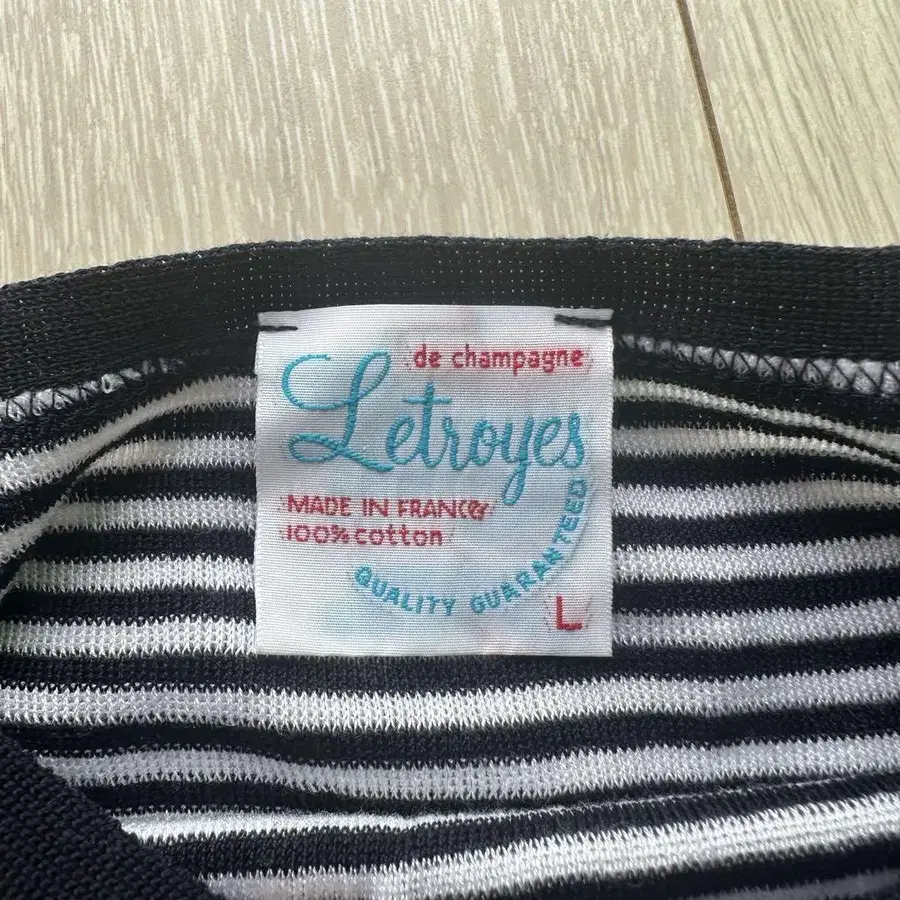 de champagne
Letroyes
MADE IN FRANCE
100% cotton
QUALITY GUARANTEED
L